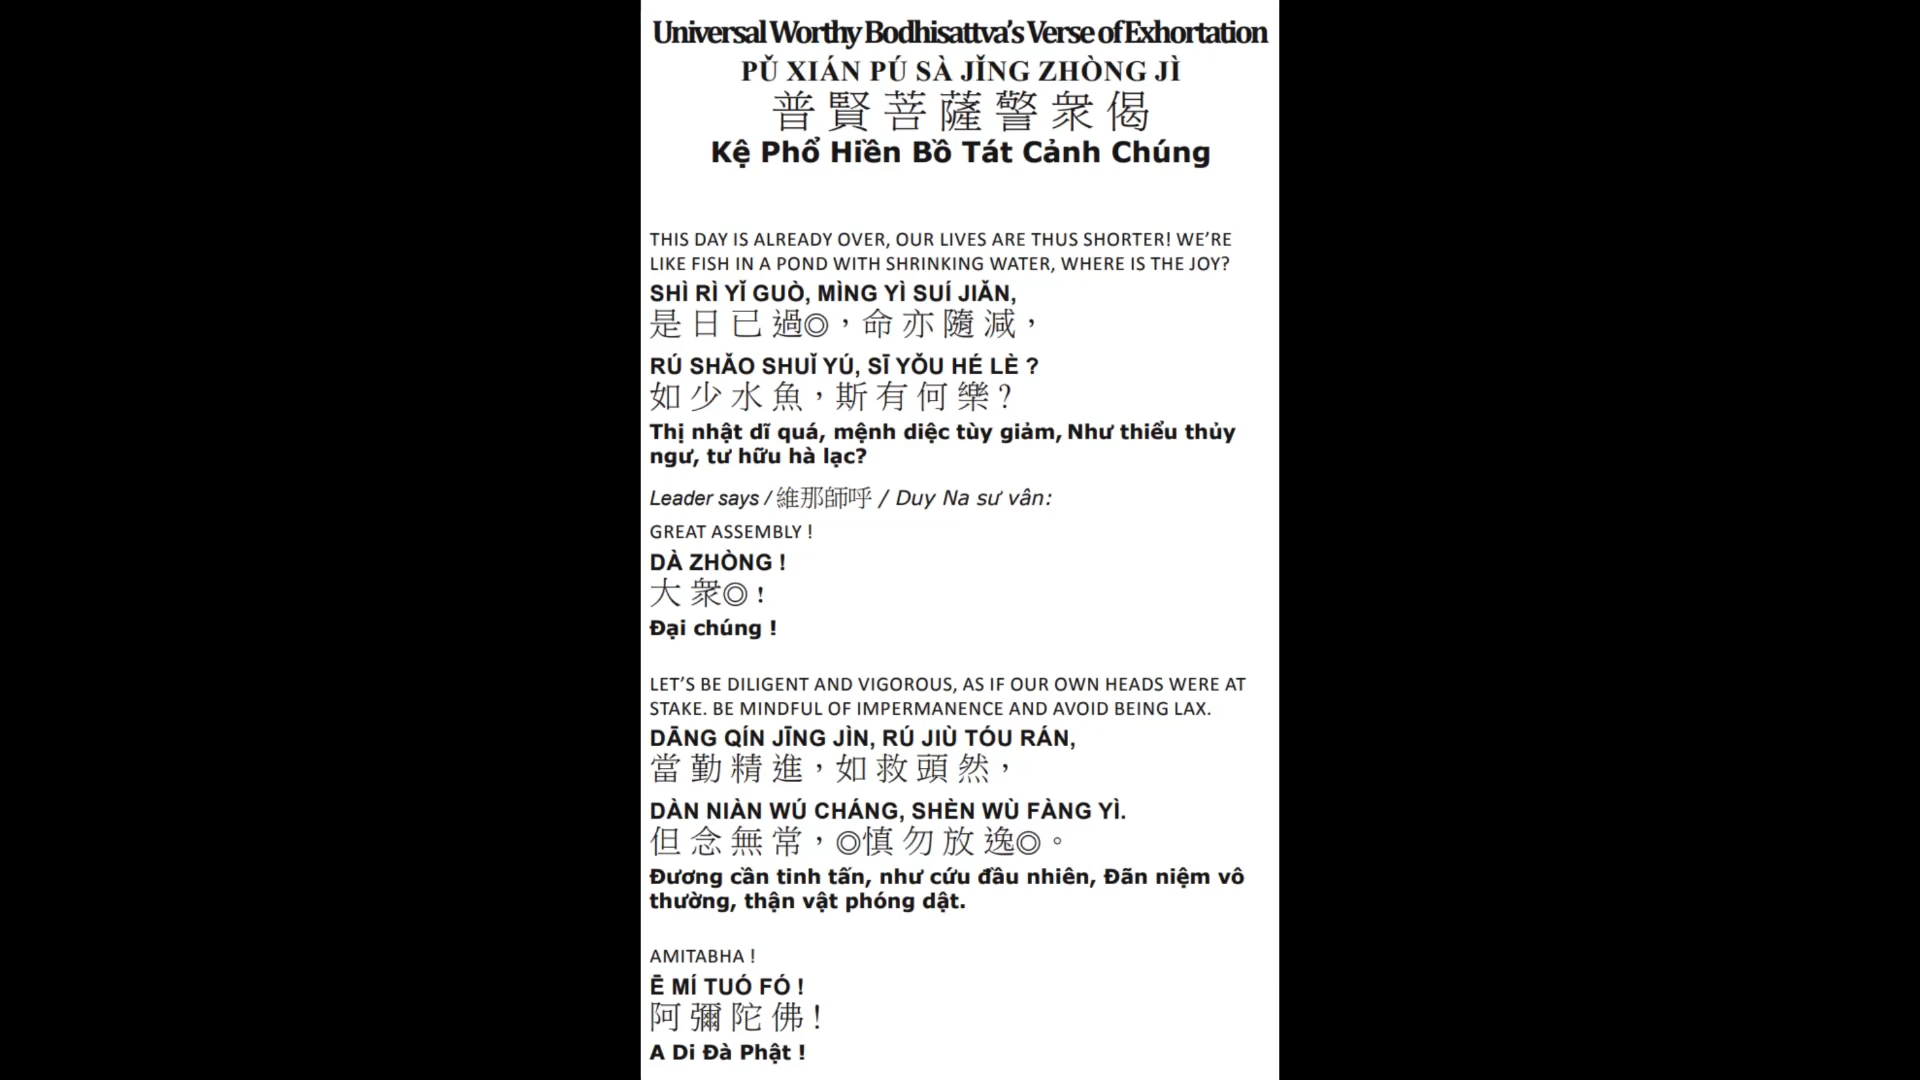 Universal Worthy Bodhisattva's Verse of Exhortation
PǓ XIÁN PÚ SÀ JǏNG ZHÒNG JÌ
普賢菩薩警衆偈
Kệ Phổ Hiền Bồ Tát Cảnh Chúng
THIS DAY IS ALREADY OVER, OUR LIVES ARE THUS SHORTER! WE'RE
LIKE FISH IN A POND WITH SHRINKING WATER, WHERE IS THE JOY?
SHÌ RÌ YǏ GUÒ, MÌNG YÌ SUÍ JIǍN,
是日已過◎，命亦隨減，
RÚ SHǍO SHUǏ YÚ, SĪ YǑU HÉ LÈ ?
如少水魚，斯有何樂？
Thị nhật dĩ quá, mệnh diệc tùy giảm, Như thiểu thủy
ngư, tư hữu hà lạc?
Leader says / 維那師呼 / Duy Na sư vân:
GREAT ASSEMBLY !
DÀ ZHÒNG !
大衆◎！
Đại chúng !
LET'S BE DILIGENT AND VIGOROUS, AS IF OUR OWN HEADS WERE AT
STAKE. BE MINDFUL OF IMPERMANENCE AND AVOID BEING LAX.
DĀNG QÍN JĪNG JÌN, RÚ JIÙ TÓU RÁN,
當勤精進，如救頭然，
DÀN NIÀN WÚ CHÁNG, SHÈN WÙ FÀNG YÌ.
但念無常，◎慎勿放逸◎。
Đương cần tinh tấn, như cứu đầu nhiên, Đãn niệm vô
thường, thận vật phóng dật.
AMITABHA !
Ē MÍ TUÓ FÓ !
阿彌陀佛！
A Di Đà Phật !